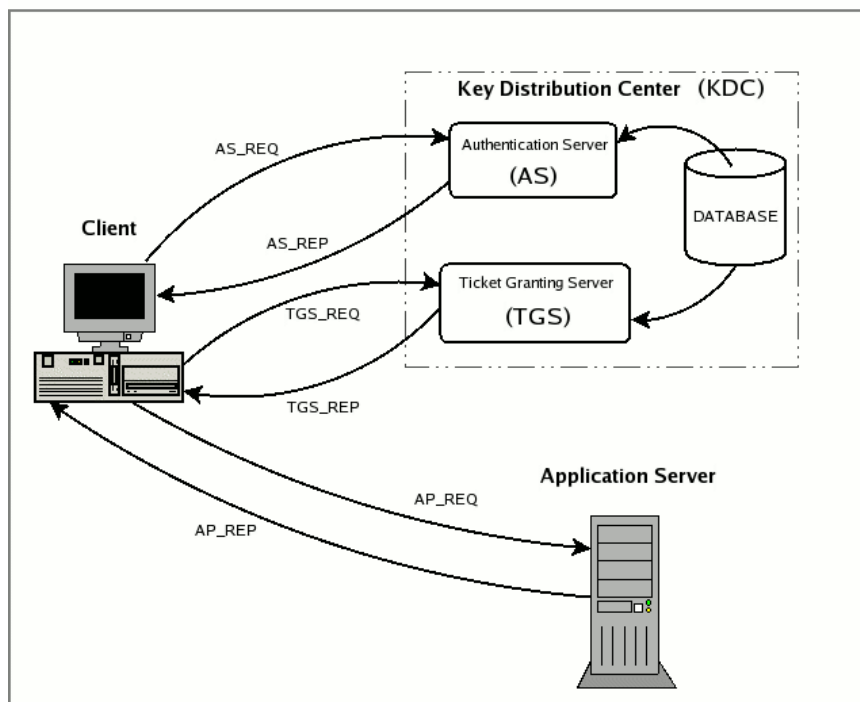 Key Distribution Center (KDC)
AS_REQ
Authentication Server
(AS)
DATABASE
Client
AS_REP
Ticket Granting Server
(TGS)
TGS_REQ
TGS_REP
Application Server
AP_REQ
AP_REP